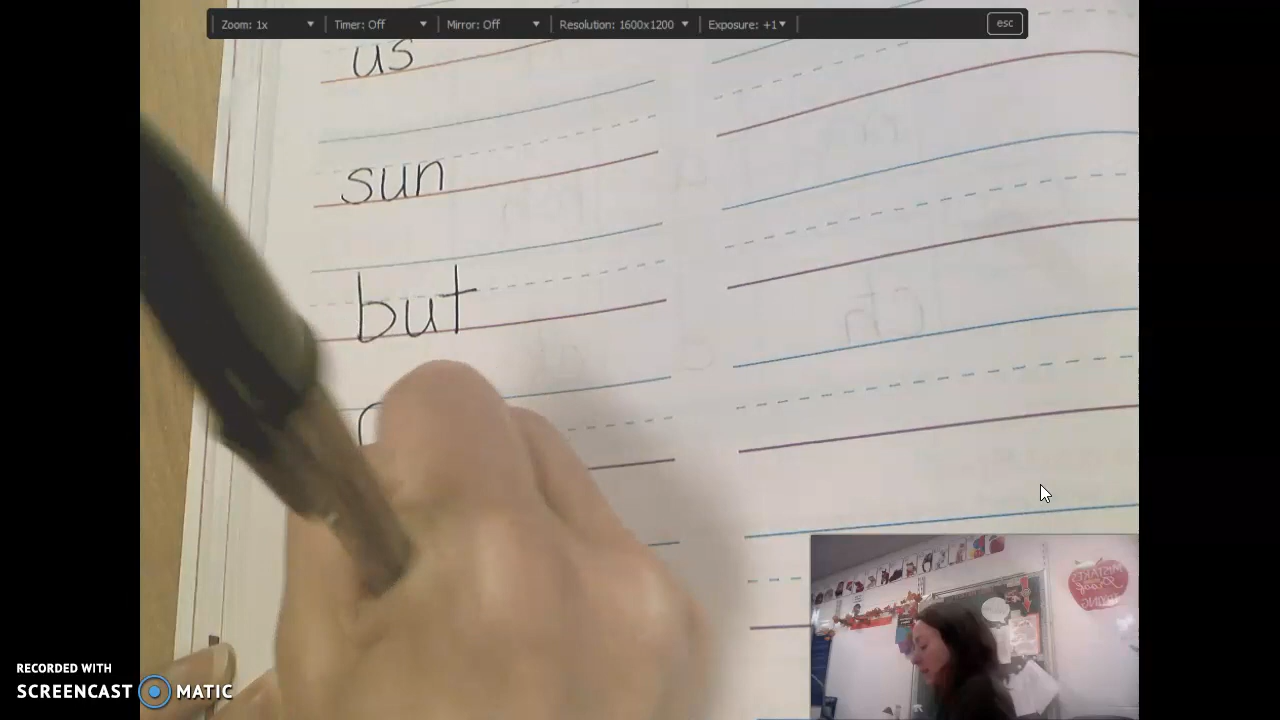 Zoom: 1x Timer: Off Mirror: Off Resolution: 1600x1200 Exposure: +1 esc
us
sun
but
RECORDED WITH
SCREENCAST MATIC